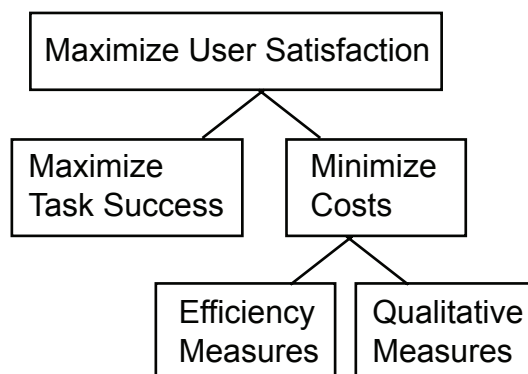 Maximize User Satisfaction
Maximize
Task Success
Minimize
Costs
Efficiency
Measures
Qualitative
Measures